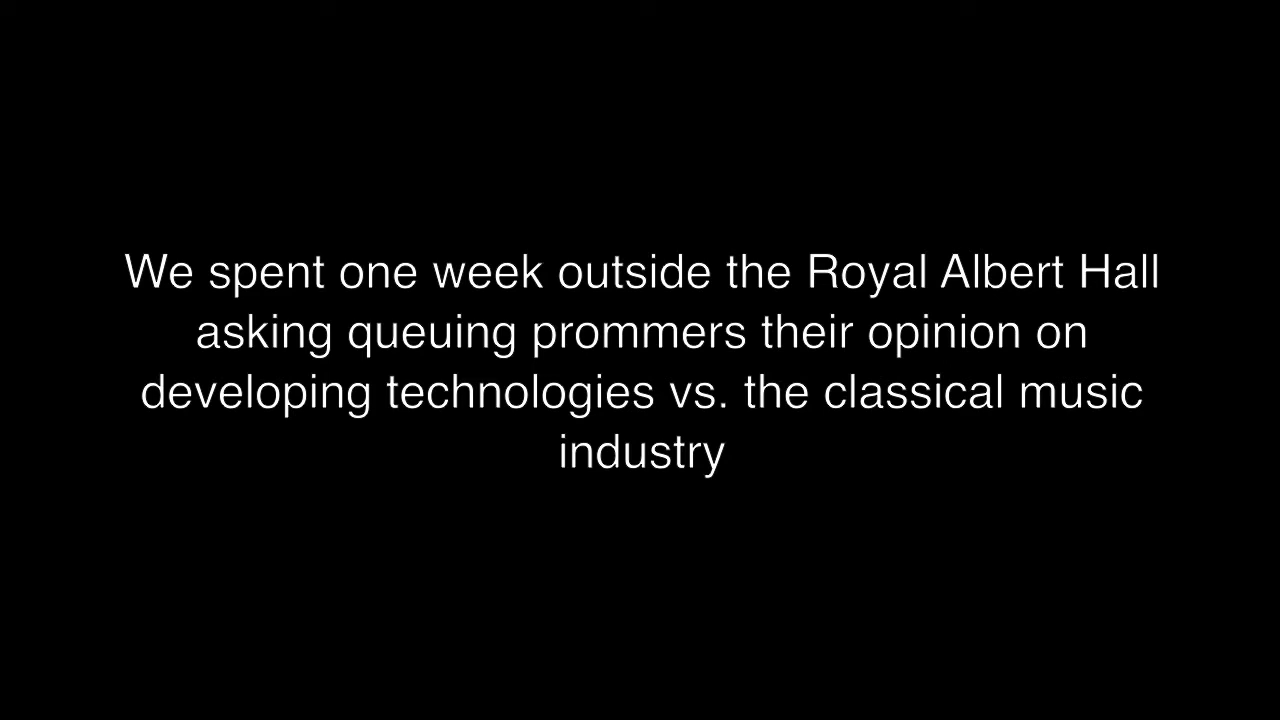 We spent one week outside the Royal Albert Hall
asking queuing prommers their opinion on
developing technologies vs. the classical music
industry